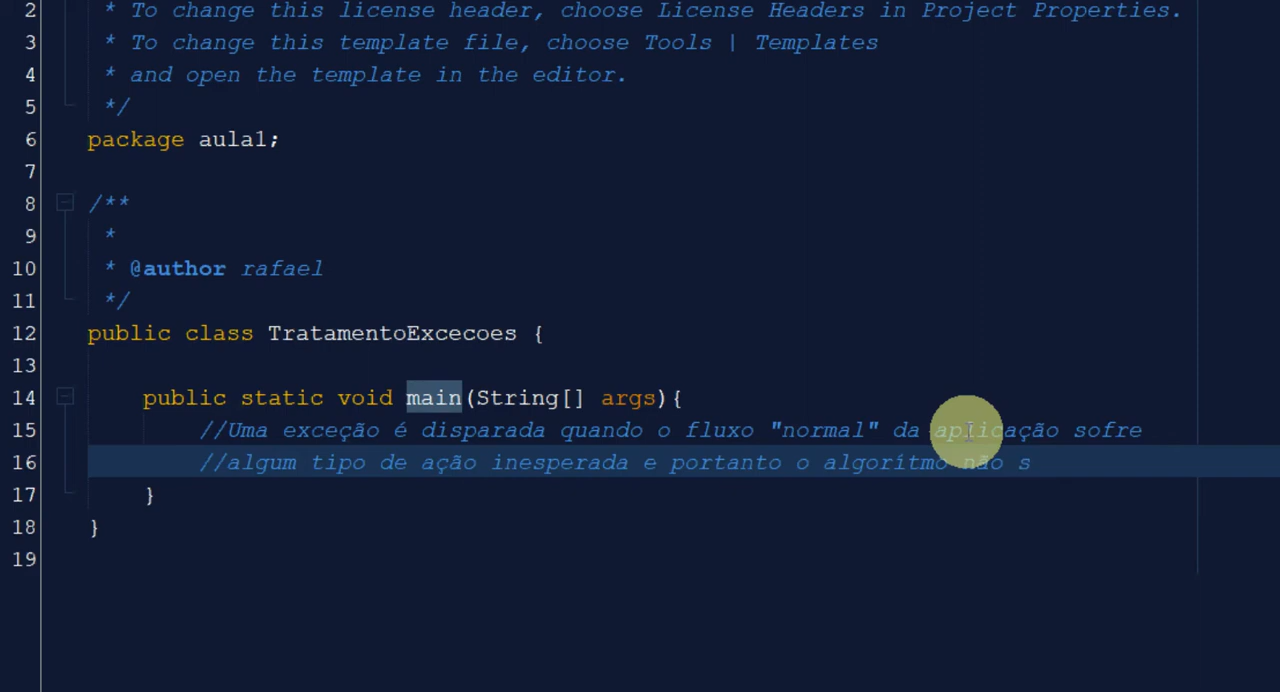 2 * To change this license header, choose License Headers in Project Properties.
3 * To change this template file, choose Tools | Templates
4 * and open the template in the editor.
5 */
6 package aula1;
7
8 /**
9 *
10 * @author rafael
11 */
12 public class TratamentoExcecoes {
13
14 public static void main(String[] args){
15 //Uma exceção é disparada quando o fluxo "normal" da aplicação sofre
16 //algum tipo de ação inesperada e portanto o algorítmo não s
17 }
18 }
19